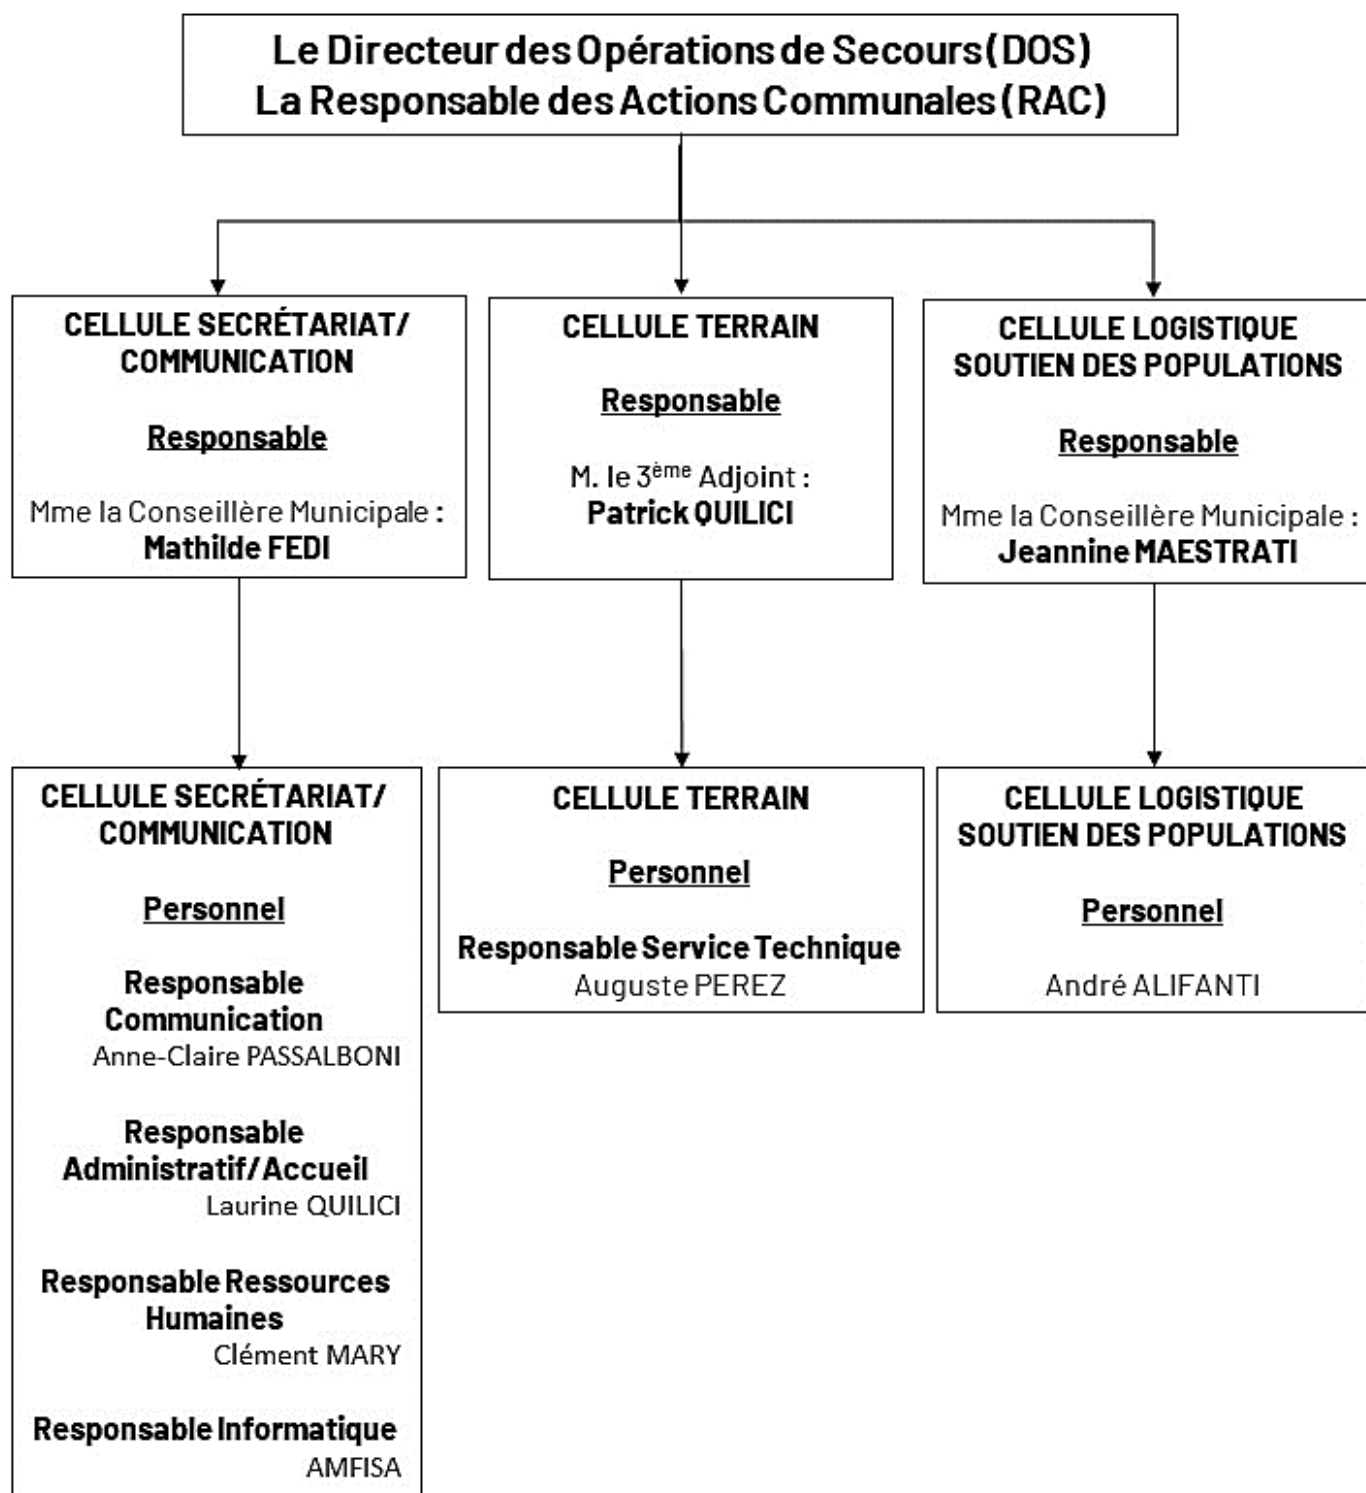 Le Directeur des Opérations de Secours (DOS)
La Responsable des Actions Communales (RAC)
CELLULE SECRÉTARIAT/
COMMUNICATION
Responsable
Mme la Conseillère Municipale :
Mathilde FEDI
CELLULE TERRAIN
Responsable
M. le 3ème Adjoint :
Patrick QUILICI
CELLULE LOGISTIQUE
SOUTIEN DES POPULATIONS
Responsable
Mme la Conseillère Municipale :
Jeannine MAESTRATI
CELLULE SECRÉTARIAT/
COMMUNICATION
Personnel
Responsable
Communication
Anne-Claire PASSALBONI
Responsable
Administratif/Accueil
Laurine QUILICI
Responsable Ressources
Humaines
Clément MARY
Responsable Informatique
AMFISA
CELLULE TERRAIN
Personnel
Responsable Service Technique
Auguste PEREZ
CELLULE LOGISTIQUE
SOUTIEN DES POPULATIONS
Personnel
André ALIFANTI